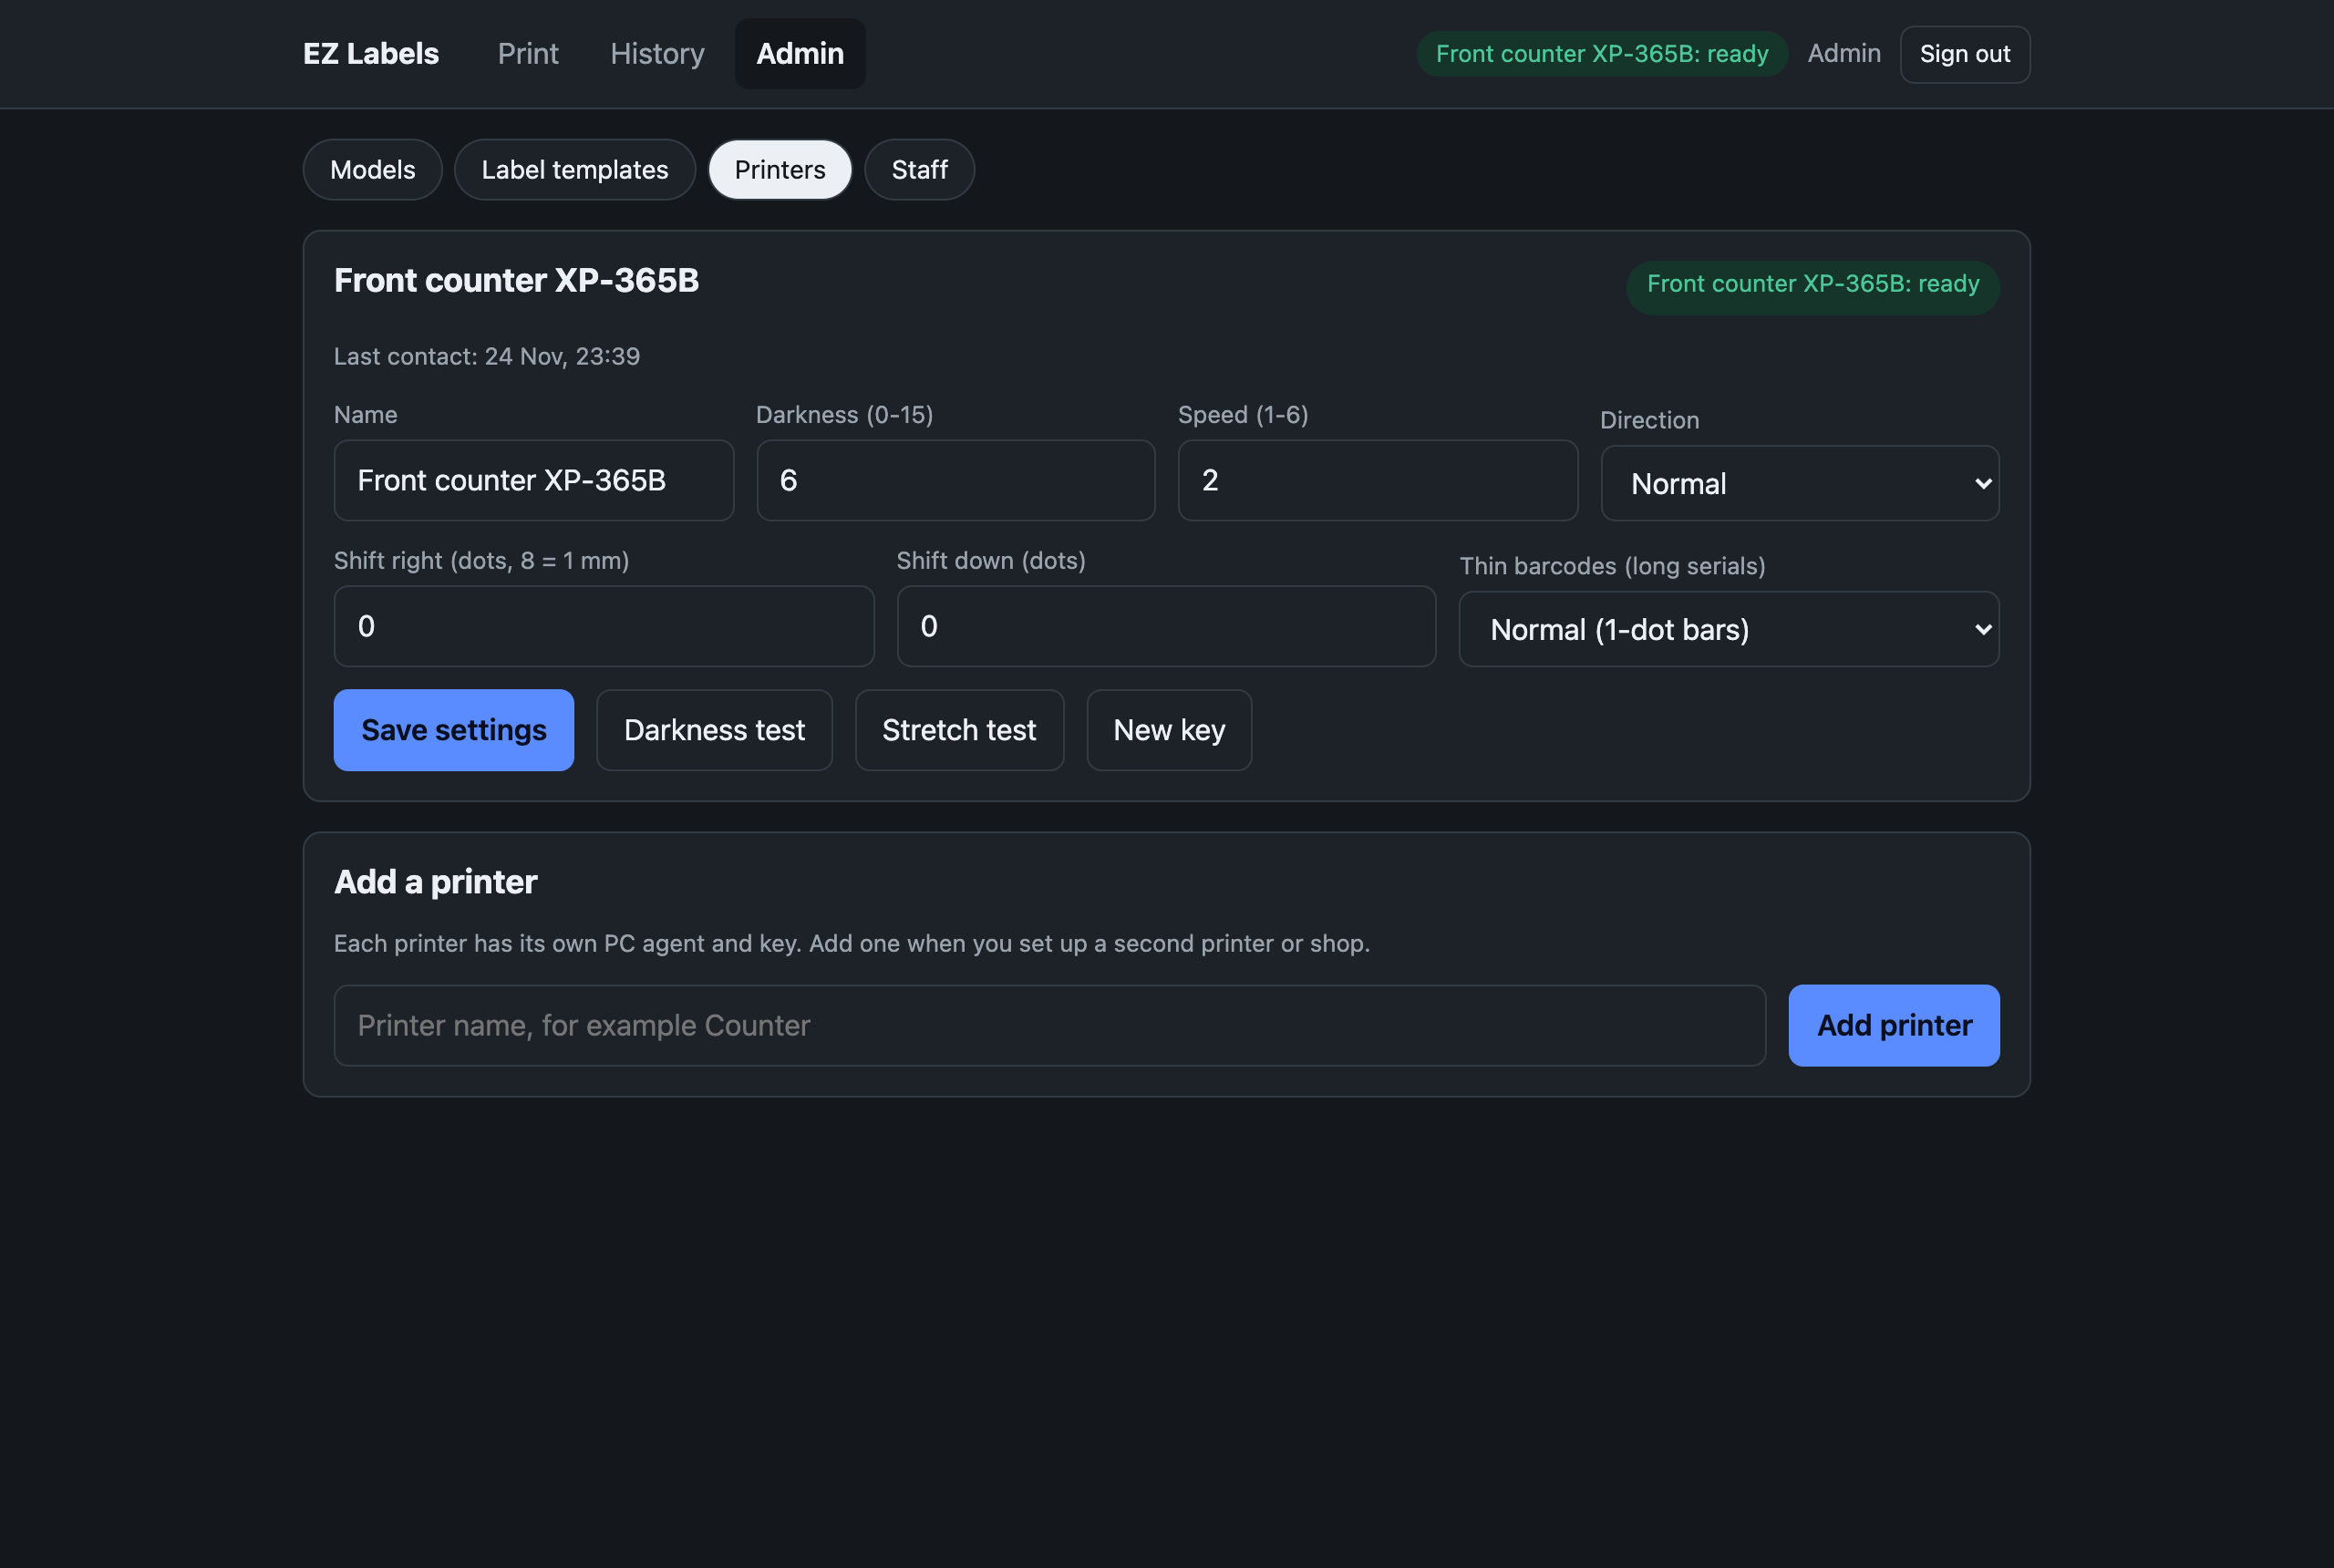 EZ Labels Print History Admin Front counter XP-365B: ready Admin Sign out
Models Label templates Printers Staff
Front counter XP-365B Front counter XP-365B: ready
Last contact: 24 Nov, 23:39
Name Darkness (0-15) Speed (1-6) Direction
Front counter XP-365B 6 2 Normal
Shift right (dots, 8 = 1 mm) Shift down (dots) Thin barcodes (long serials)
0 0 Normal (1-dot bars)
Save settings Darkness test Stretch test New key
Add a printer
Each printer has its own PC agent and key. Add one when you set up a second printer or shop.
Printer name, for example Counter Add printer